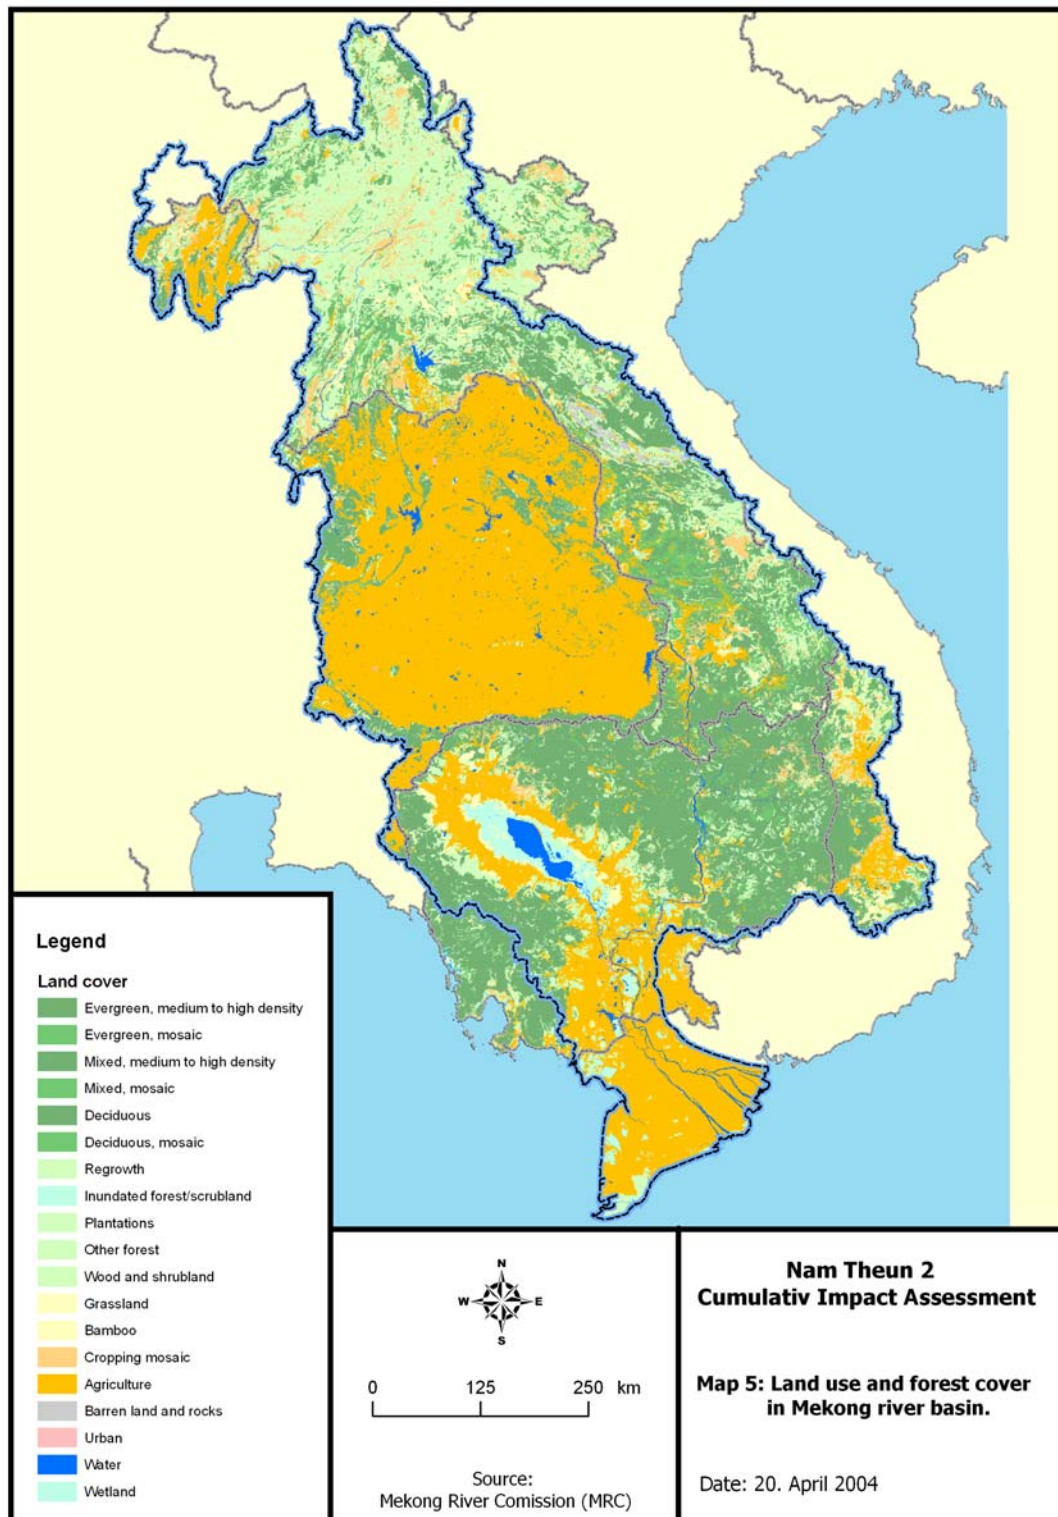 Legend
Land cover
Evergreen, medium to high density
Evergreen, mosaic
Mixed, medium to high density
Mixed, mosaic
Deciduous
Deciduous, mosaic
Regrowth
Inundated forest/scrubland
Plantations
Other forest
Wood and shrubland
Grassland
Bamboo
Cropping mosaic
Agriculture
Barren land and rocks
Urban
Water
Wetland
N
W E
S
0 125 250 km
Source:
Mekong River Comission (MRC)
Nam Theun 2
Cumulativ Impact Assessment
Map 5: Land use and forest cover
in Mekong river basin.
Date: 20. April 2004